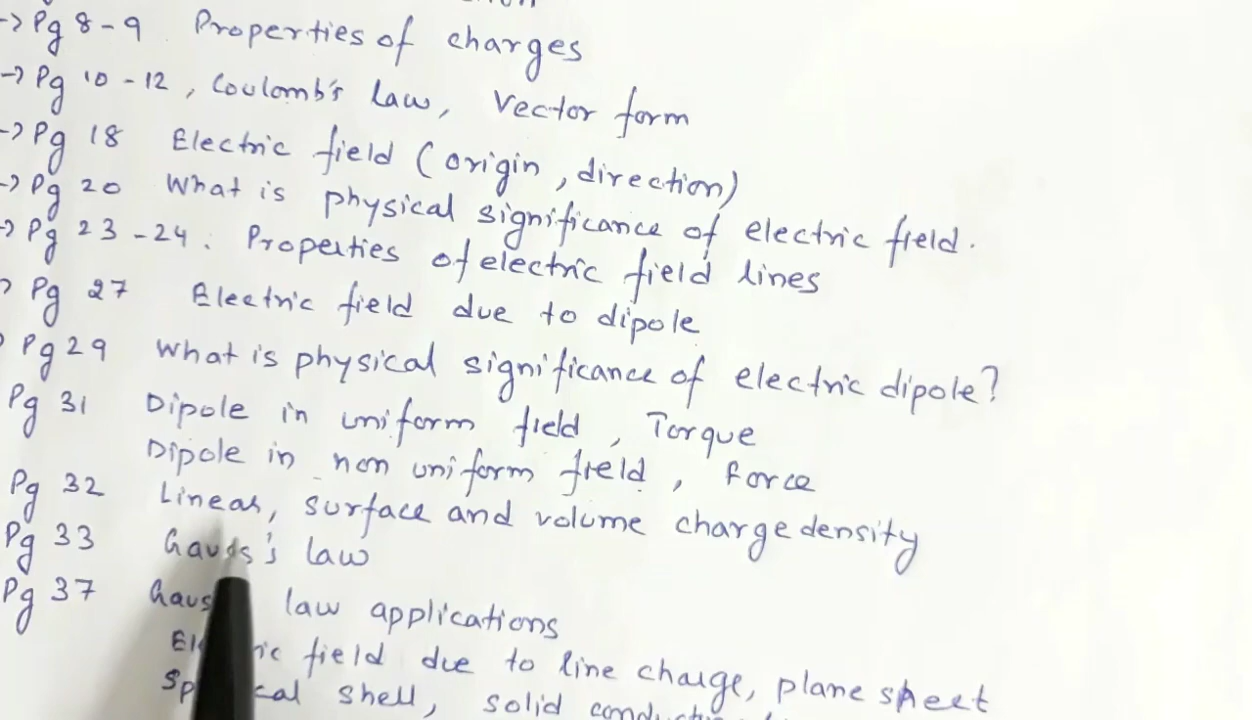 -> Pg 8-9 Properties of charges
-> Pg 10-12, Coulomb's law, Vector form
-> Pg 18 Electric field (origin, direction)
-> Pg 20 What is physical significance of electric field.
-> Pg 23-24. Properties of electric field lines
Pg 27 Electric field due to dipole
Pg 29 What is physical significance of electric dipole?
Pg 31 Dipole in uniform field, Torque
Dipole in non uniform field, Force
Pg 32 Linear, surface and volume charge density
Pg 33 Gauss's law
Pg 37 law applications
field due to line charge, plane sheet
shell, solid